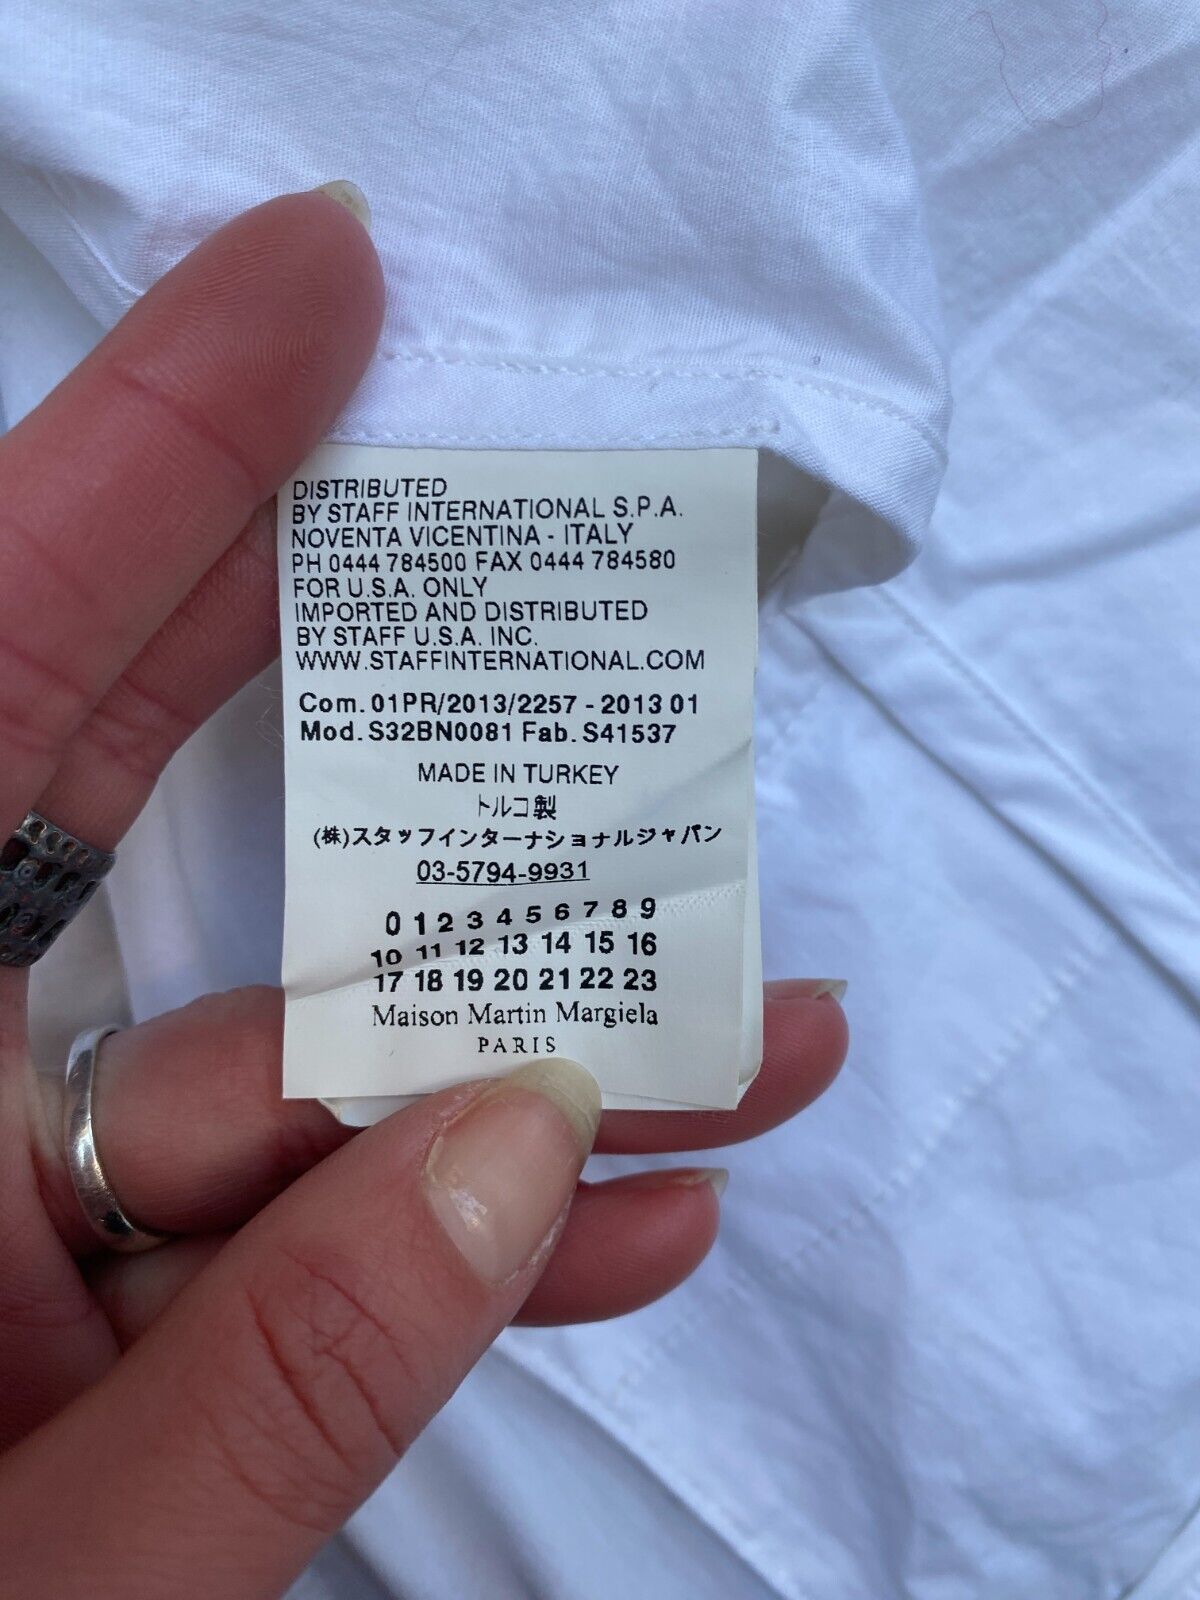 DISTRIBUTED
BY STAFF INTERNATIONAL S.P.A.
NOVENTA VICENTINA - ITALY
PH 0444 784500 FAX 0444 784580
FOR U.S.A. ONLY
IMPORTED AND DISTRIBUTED
BY STAFF U.S.A. INC.
WWW.STAFFINTERNATIONAL.COM
Com. 01PR/2013/2257 - 2013 01
Mod. S32BN0081 Fab. S41537
MADE IN TURKEY
トルコ製
(株)スタッフインターナショナルジャパン
03-5794-9931
0 1 2 3 4 5 6 7 8 9
10 11 12 13 14 15 16
17 18 19 20 21 22 23
Maison Martin Margiela
PARIS